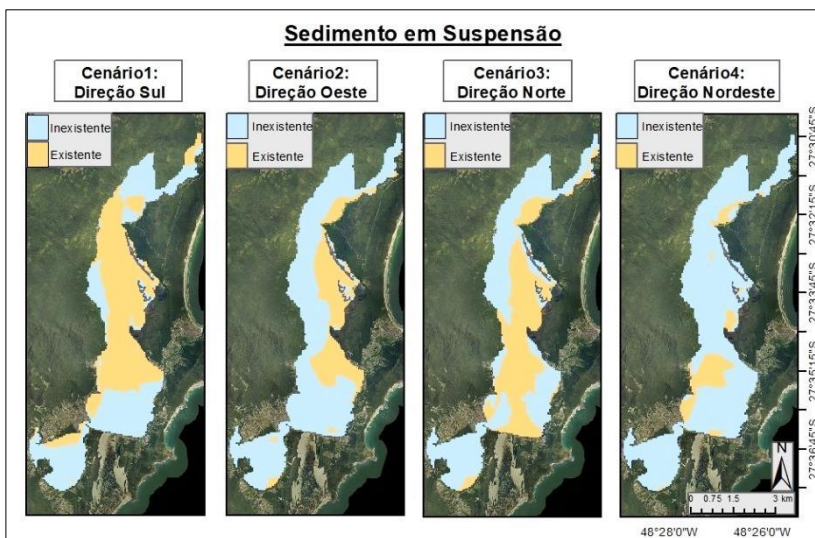 Sedimento em Suspensão
Cenário1:
Direção Sul
Cenário2:
Direção Oeste
Cenário3:
Direção Norte
Cenário4:
Direção Nordeste
Inexistente
Existente
Inexistente
Existente
Inexistente
Existente
Inexistente
Existente
27°30'45"S
27°32'15"S
27°33'45"S
27°35'15"S
27°36'45"S
N
0 0.75 1.5 3 km
48°28'0"W 48°26'0"W